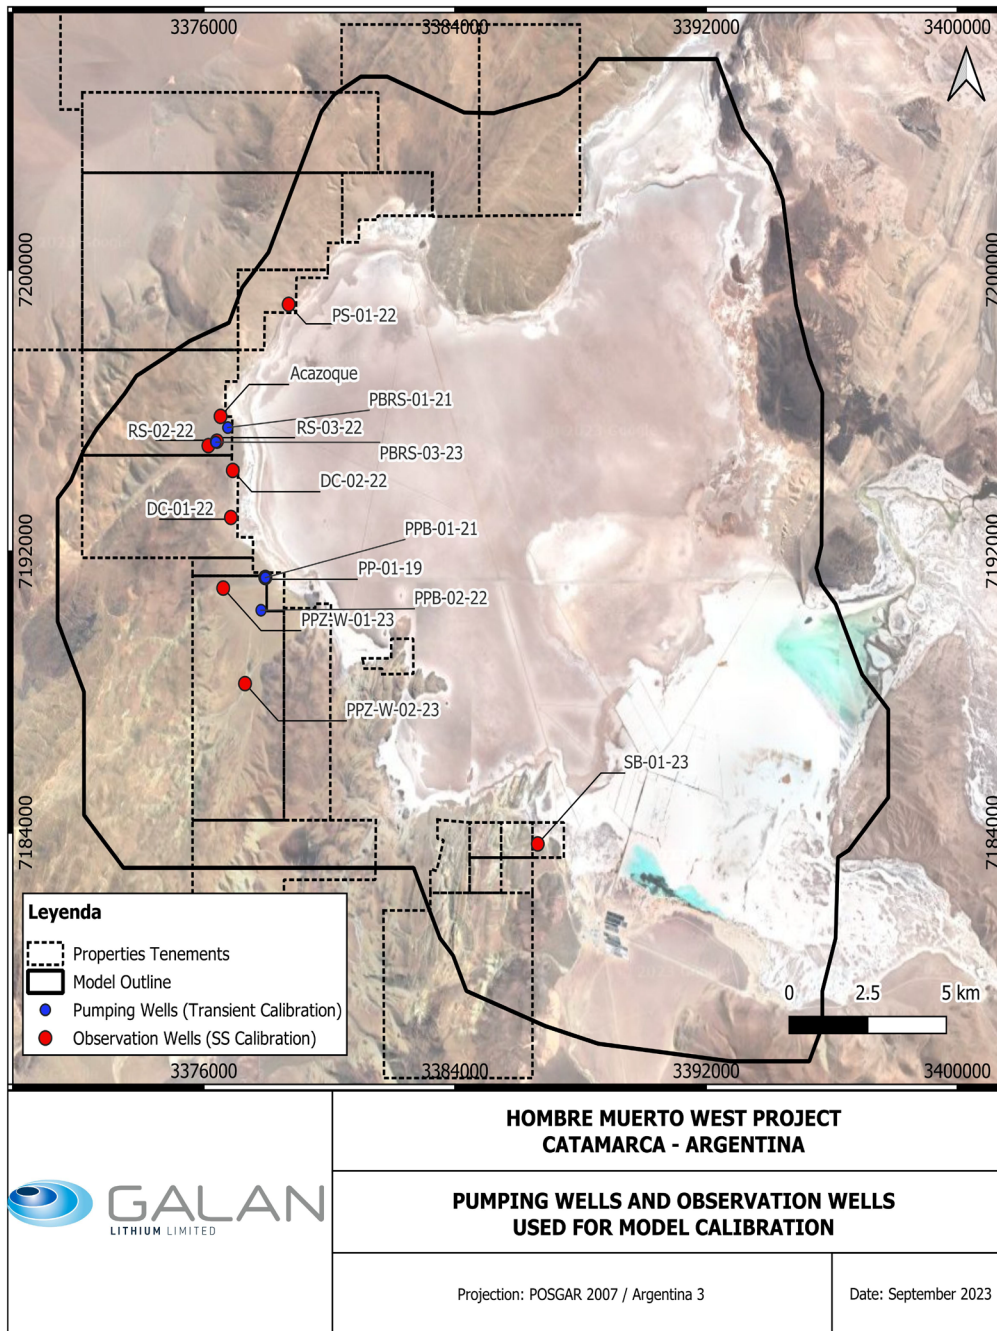 3376000
3384000
3392000
3400000
7200000
7200000
PS-01-22
Acazoque
PBRS-01-21
RS-02-22
RS-03-22
PBRS-03-23
DC-02-22
DC-01-22
PPB-01-21
7192000
7192000
PP-01-19
PPB-02-22
PPZ-W-01-23
PPZ-W-02-23
SB-01-23
7184000
7184000
Leyenda
Properties Tenements
Model Outline
Pumping Wells (Transient Calibration)
Observation Wells (SS Calibration)
0
2.5
5 km
3376000
3384000
3392000
3400000
GALAN
LITHIUM LIMITED
HOMBRE MUERTO WEST PROJECT
CATAMARCA - ARGENTINA
PUMPING WELLS AND OBSERVATION WELLS
USED FOR MODEL CALIBRATION
Projection: POSGAR 2007 / Argentina 3
Date: September 2023